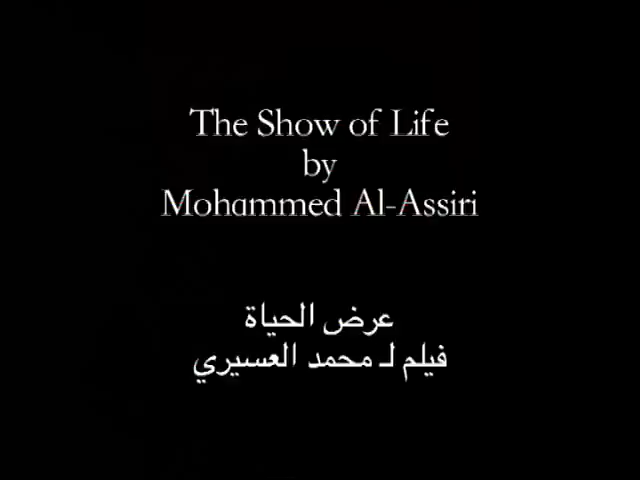 The Show of Life
by
Mohammed Al-Assiri
عرض الحياة
فيلم لـ محمد العسيري